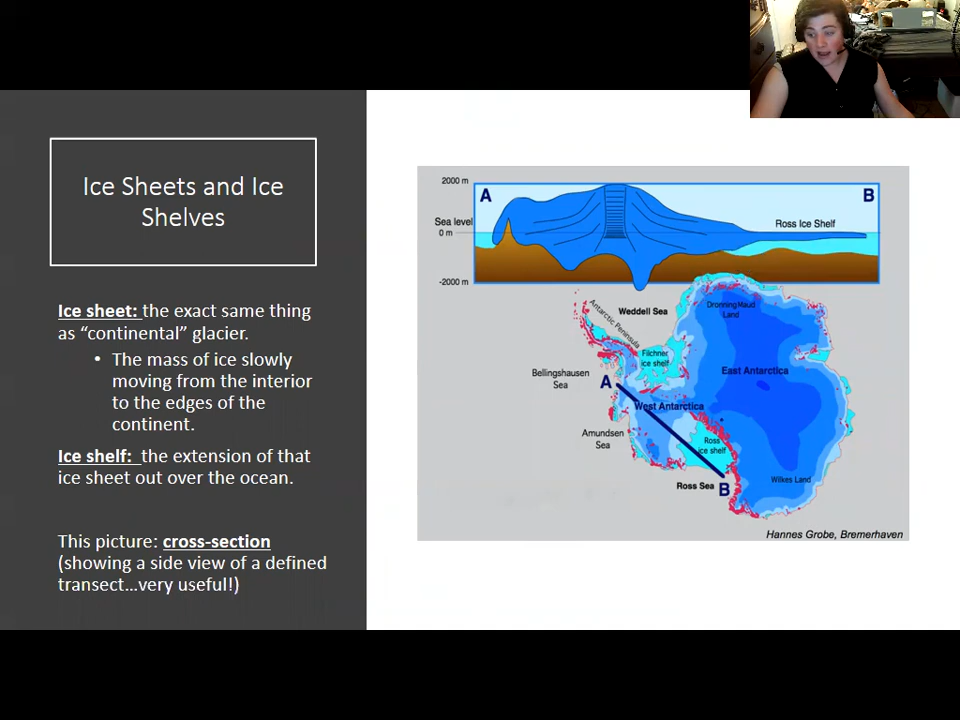 Ice Sheets and Ice
Shelves
Ice sheet: the exact same thing
as “continental” glacier.
• The mass of ice slowly
moving from the interior
to the edges of the
continent.
Ice shelf: the extension of that
ice sheet out over the ocean.
This picture: cross-section
(showing a side view of a defined
transect…very useful!)
2000 m
A
B
Sea level
0 m
Ross Ice Shelf
-2000 m
Weddell Sea
Antarctic Peninsula
Dronning Maud
Land
Filchner
ice shelf
Bellingshausen
Sea
A
East Antarctica
West Antarctica
Amundsen
Sea
Ross
ice shelf
Ross Sea
B
Wilkes Land
Hannes Grobe, Bremerhaven